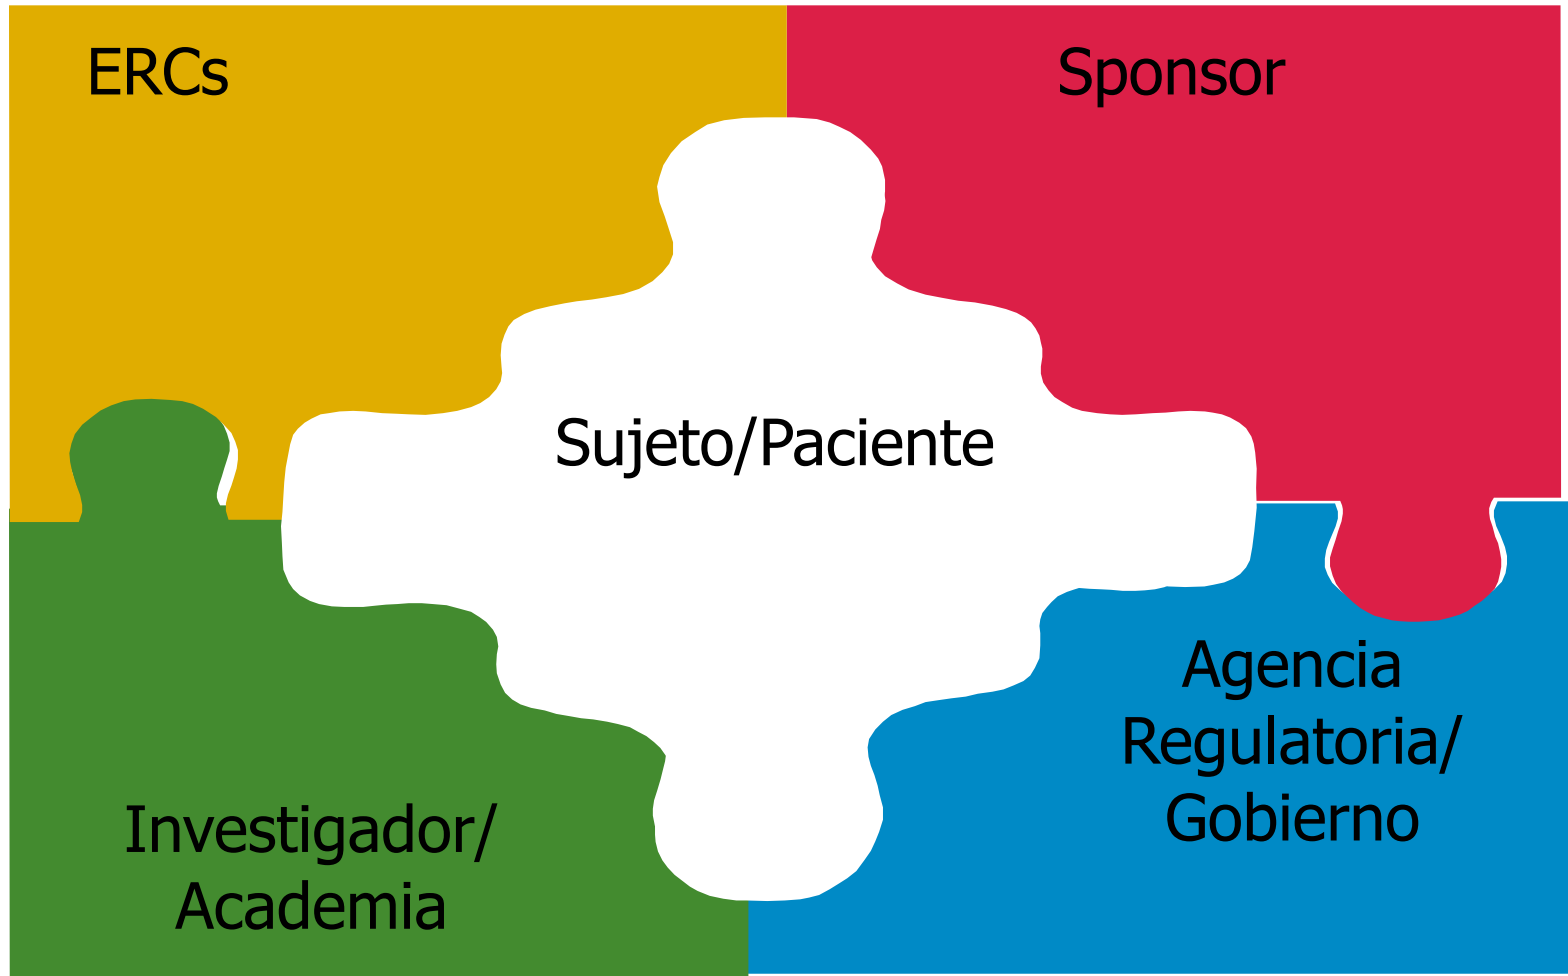 ERCs
Sponsor
Sujeto/Paciente
Agencia
Regulatoria/
Gobierno
Investigador/
Academia